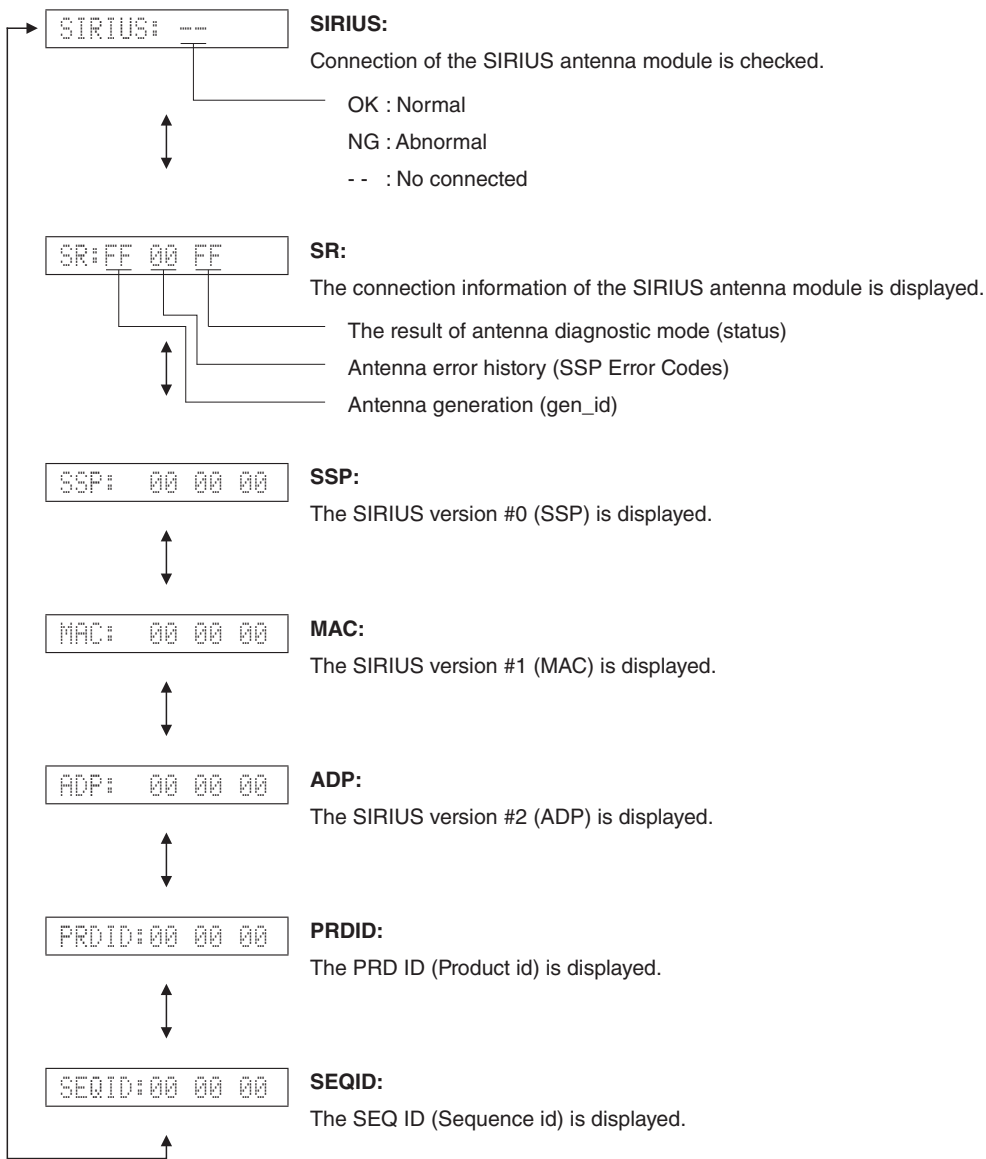 SIRIUS: --
SIRIUS:
Connection of the SIRIUS antenna module is checked.
OK : Normal
NG : Abnormal
- - : No connected
SR:FF 00 FF
SR:
The connection information of the SIRIUS antenna module is displayed.
The result of antenna diagnostic mode (status)
Antenna error history (SSP Error Codes)
Antenna generation (gen_id)
SSP: 00 00 00
SSP:
The SIRIUS version #0 (SSP) is displayed.
MAC: 00 00 00
MAC:
The SIRIUS version #1 (MAC) is displayed.
ADP: 00 00 00
ADP:
The SIRIUS version #2 (ADP) is displayed.
PRDID:00 00 00
PRDID:
The PRD ID (Product id) is displayed.
SEQID:00 00 00
SEQID:
The SEQ ID (Sequence id) is displayed.